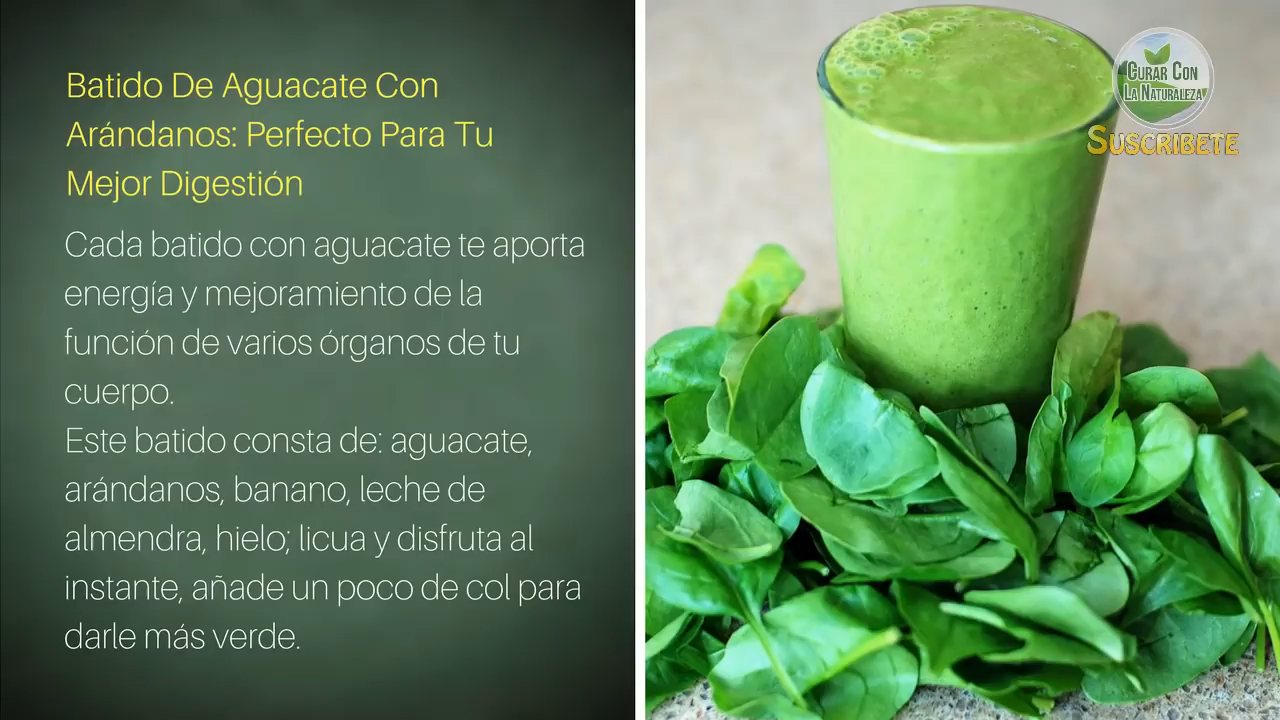 Batido De Aguacate Con
Arándanos: Perfecto Para Tu
Mejor Digestión
Cada batido con aguacate te aporta
energía y mejoramiento de la
función de varios órganos de tu
cuerpo.
Este batido consta de: aguacate,
arándanos, banano, leche de
almendra, hielo; licua y disfruta al
instante, añade un poco de col para
darle más verde.
Curar Con
La Naturaleza
Suscribete